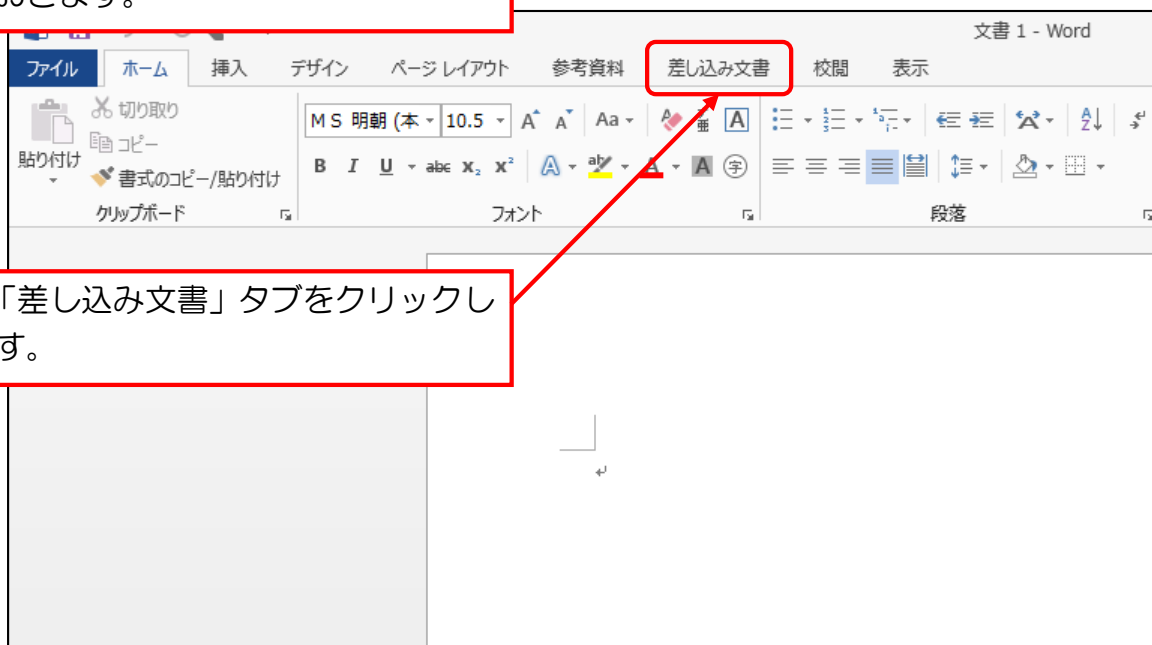 動します。
文書 1 - Word
ファイル ホーム 挿入 デザイン ページ レイアウト 参考資料 差し込み文書 校閲 表示
切り取り
コピー
書式のコピー/貼り付け
貼り付け
ＭＳ 明朝 (本 10.5 A A Aa 亜 A
B I U abc X₂ X² A aby A A 字
クリップボード フォント 段落
「差し込み文書」タブをクリックし
す。